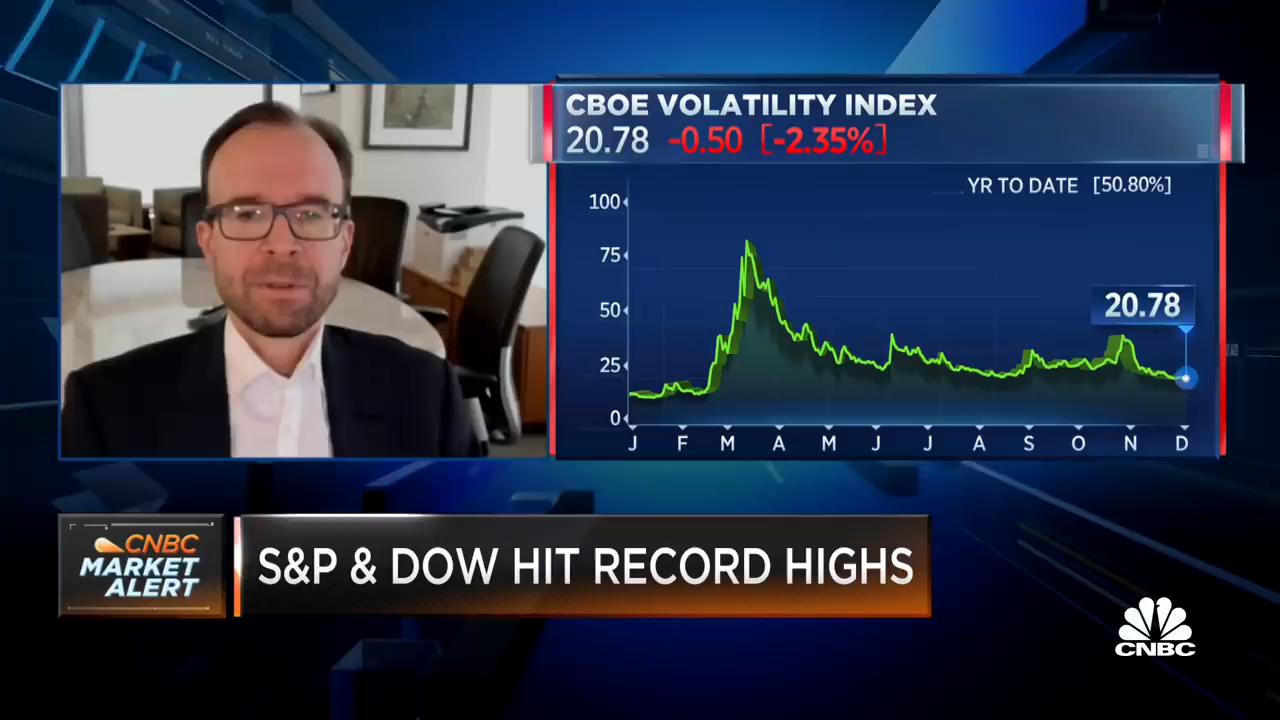 CBOE VOLATILITY INDEX
20.78 -0.50 [-2.35%]
YR TO DATE [50.80%]
100
75
50
25
0
20.78
J F M A M J J A S O N D
CNBC
MARKET
ALERT
S&P & DOW HIT RECORD HIGHS
CNBC